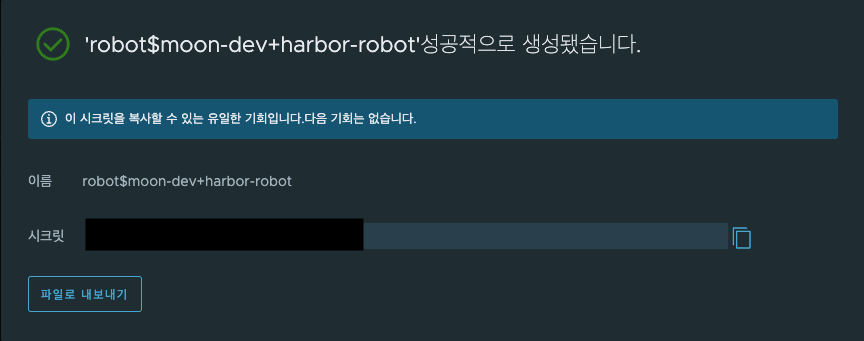 'robot$moon-dev+harbor-robot'성공적으로 생성됐습니다.
이 시크릿을 복사할 수 있는 유일한 기회입니다.다음 기회는 없습니다.
이름 robot$moon-dev+harbor-robot
시크릿
파일로 내보내기